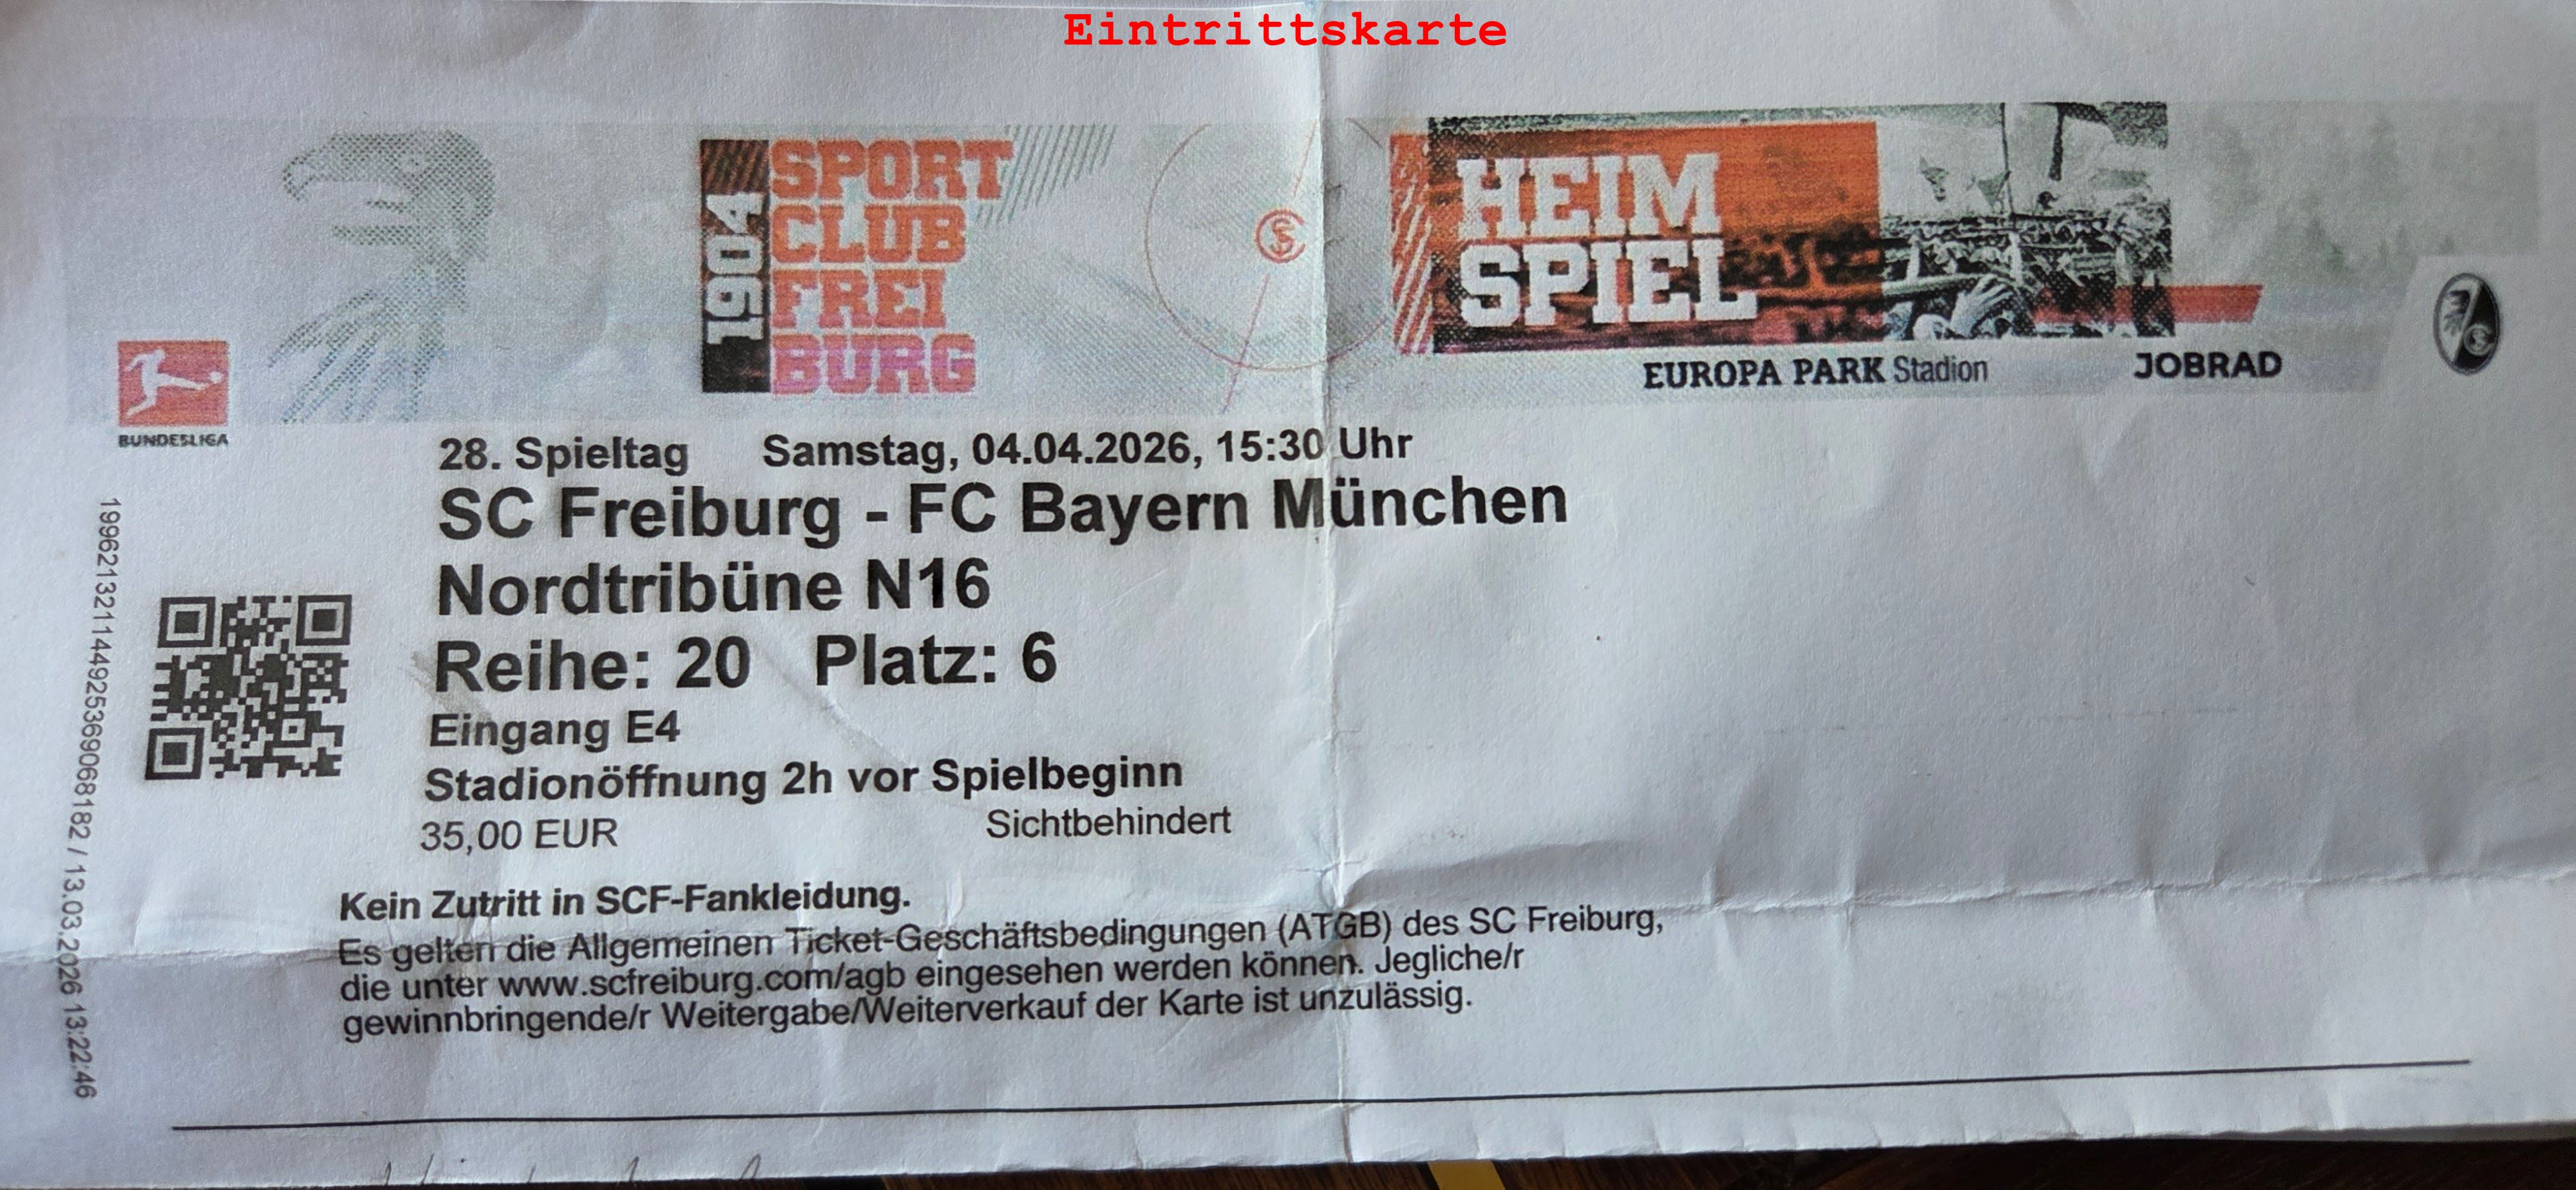 Eintrittskarte
1904
SPORT
CLUB
FREI
BURG
HEIM
SPIEL
EUROPA PARK Stadion
JOBRAD
BUNDESLIGA
28. Spieltag Samstag, 04.04.2026, 15:30 Uhr
SC Freiburg - FC Bayern München
Nordtribüne N16
Reihe: 20 Platz: 6
Eingang E4
Stadionöffnung 2h vor Spielbeginn
35,00 EUR Sichtbehindert
Kein Zutritt in SCF-Fankleidung.
Es gelten die Allgemeinen Ticket-Geschäftsbedingungen (ATGB) des SC Freiburg,
die unter www.scfreiburg.com/agb eingesehen werden können. Jegliche/r
gewinnbringende/r Weitergabe/Weiterverkauf der Karte ist unzulässig.
/ 13.03.2026 13:22:46